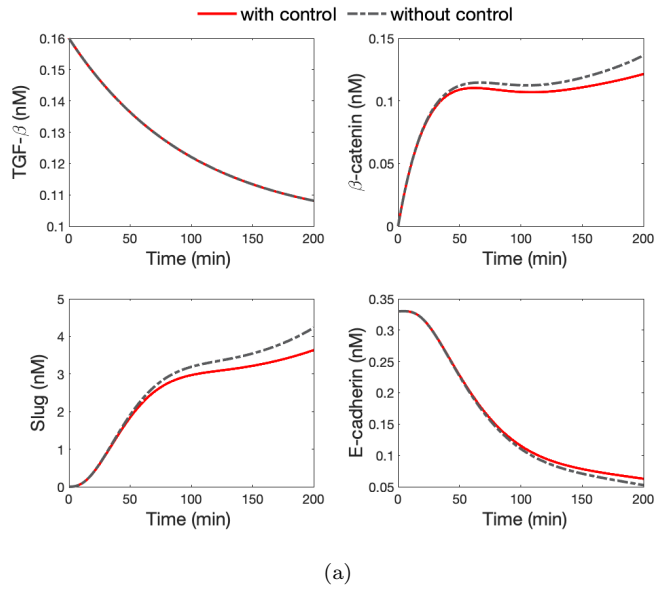 with control without control
0.16
0.15
0.14
0.13
0.12
0.11
0.1
TGF-β (nM)
0 50 100 150 200
Time (min)
0.15
0.1
0.05
0
β-catenin (nM)
0 50 100 150 200
Time (min)
5
4
3
2
1
0
Slug (nM)
0 50 100 150 200
Time (min)
0.35
0.3
0.25
0.2
0.15
0.1
0.05
E-cadherin (nM)
0 50 100 150 200
Time (min)
(a)